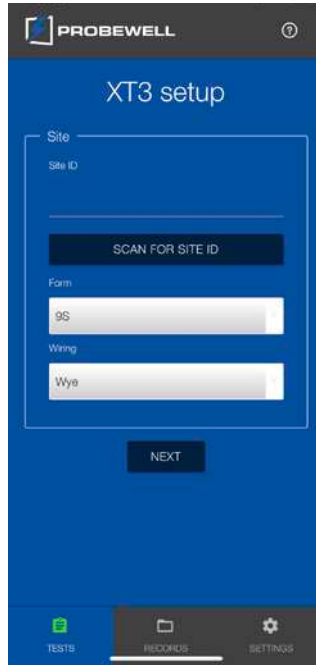 PROBEWELL
XT3 setup
Site
Site ID
SCAN FOR SITE ID
Form
9S
Wiring
Wye
NEXT
TESTS RECORDS SETTINGS